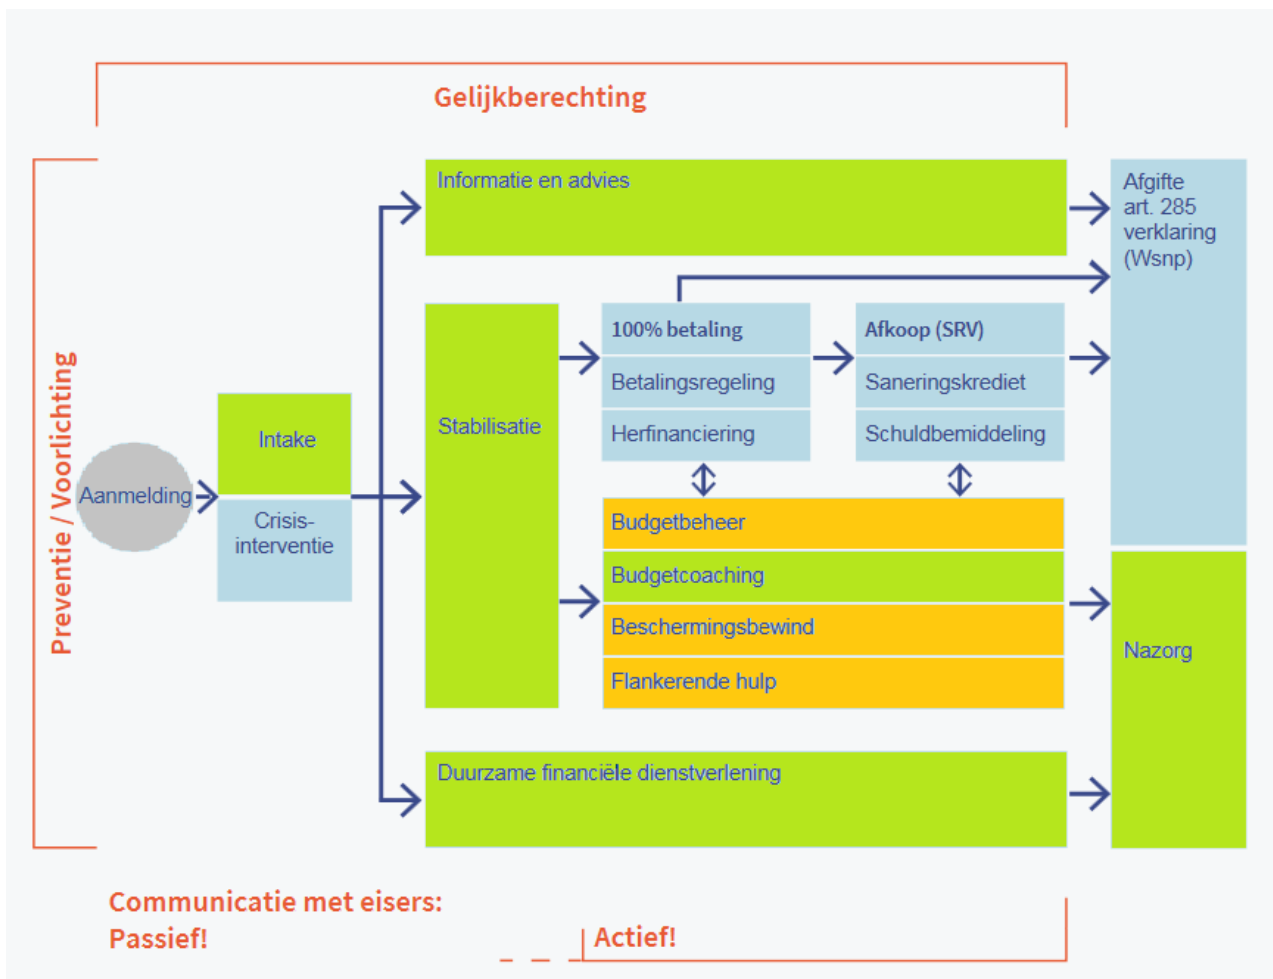 Gelijkberechting
Preventie / Voorlichting
Aanmelding
Intake
Crisis-
interventie
Informatie en advies
Stabilisatie
100% betaling
Betalingsregeling
Herfinanciering
Afkoop (SRV)
Saneringskrediet
Schuldbemiddeling
Budgetbeheer
Budgetcoaching
Beschermingsbewind
Flankerende hulp
Duurzame financiële dienstverlening
Afgifte
art. 285
verklaring
(Wsnp)
Nazorg
Communicatie met eisers:
Passief!
Actief!